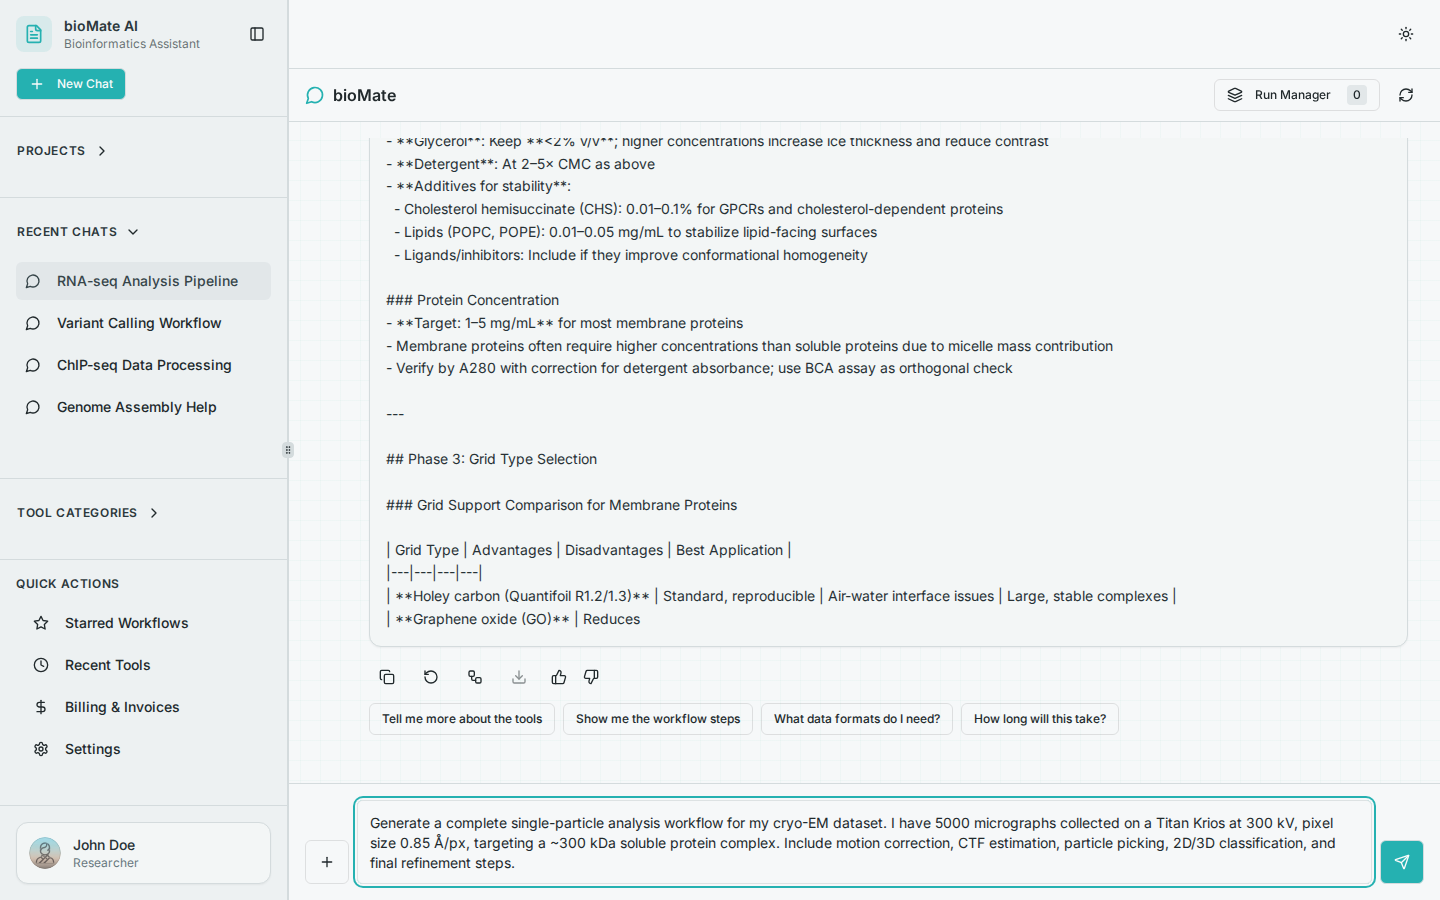 bioMate AI
Bioinformatics Assistant
New Chat
PROJECTS
RECENT CHATS
RNA-seq Analysis Pipeline
Variant Calling Workflow
ChIP-seq Data Processing
Genome Assembly Help
TOOL CATEGORIES
QUICK ACTIONS
Starred Workflows
Recent Tools
Billing & Invoices
Settings
John Doe
Researcher
bioMate
Run Manager 0
- **Glycerol**: Keep **<2% v/v**; higher concentrations increase ice thickness and reduce contrast
- **Detergent**: At 2–5× CMC as above
- **Additives for stability**:
- Cholesterol hemisuccinate (CHS): 0.01–0.1% for GPCRs and cholesterol-dependent proteins
- Lipids (POPC, POPE): 0.01–0.05 mg/mL to stabilize lipid-facing surfaces
- Ligands/inhibitors: Include if they improve conformational homogeneity
### Protein Concentration
- **Target: 1–5 mg/mL** for most membrane proteins
- Membrane proteins often require higher concentrations than soluble proteins due to micelle mass contribution
- Verify by A280 with correction for detergent absorbance; use BCA assay as orthogonal check
---
## Phase 3: Grid Type Selection
### Grid Support Comparison for Membrane Proteins
| Grid Type | Advantages | Disadvantages | Best Application |
|---|---|---|---|
| **Holey carbon (Quantifoil R1.2/1.3)** | Standard, reproducible | Air-water interface issues | Large, stable complexes |
| **Graphene oxide (GO)** | Reduces
Tell me more about the tools
Show me the workflow steps
What data formats do I need?
How long will this take?
Generate a complete single-particle analysis workflow for my cryo-EM dataset. I have 5000 micrographs collected on a Titan Krios at 300 kV, pixel
size 0.85 Å/px, targeting a ~300 kDa soluble protein complex. Include motion correction, CTF estimation, particle picking, 2D/3D classification, and
final refinement steps.